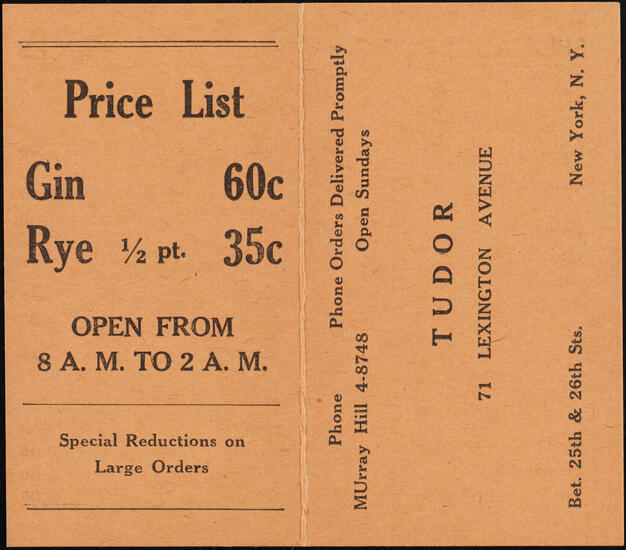 Price List
Gin 60c
Rye ½ pt. 35c
OPEN FROM
8 A. M. TO 2 A. M.
Special Reductions on
Large Orders
Phone Phone Orders Delivered Promptly
MUrray Hill 4-8748 Open Sundays
TUDOR
71 LEXINGTON AVENUE
Bet. 25th & 26th Sts. New York, N. Y.